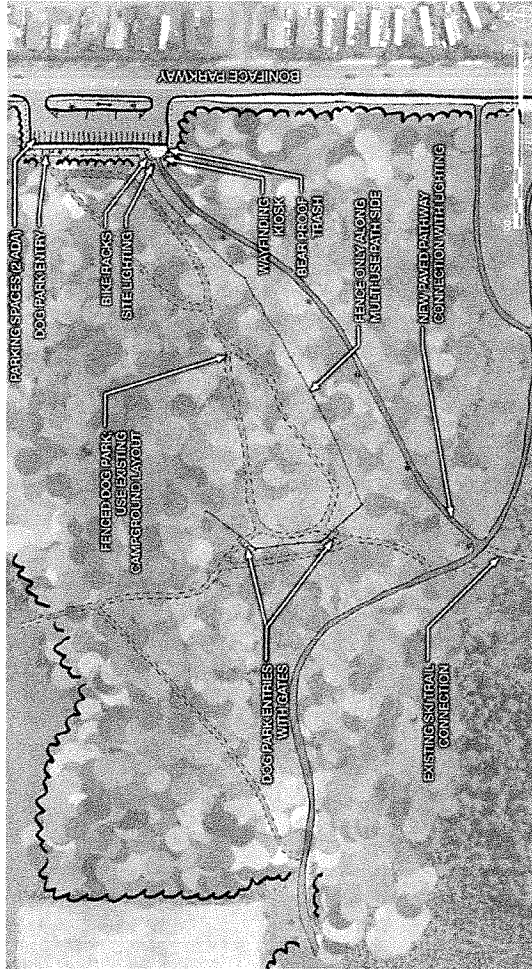 BONIFACE PARKWAY
PARKING SPACES (2 ADA)
DOG PARK ENTRY
BIKE RACKS
SITE LIGHTING
WAYFINDING
KIOSK
BEAR PROOF
TRASH
FENCED DOG PARK
USE EXISTING
CAMPGROUND LAYOUT
FENCE ONLY ALONG
MULTI-USE PATH SIDE
NEW PAVED PATHWAY
CONNECTION WITH LIGHTING
DOG PARK ENTRIES
WITH GATES
EXISTING SKI TRAIL
CONNECTION